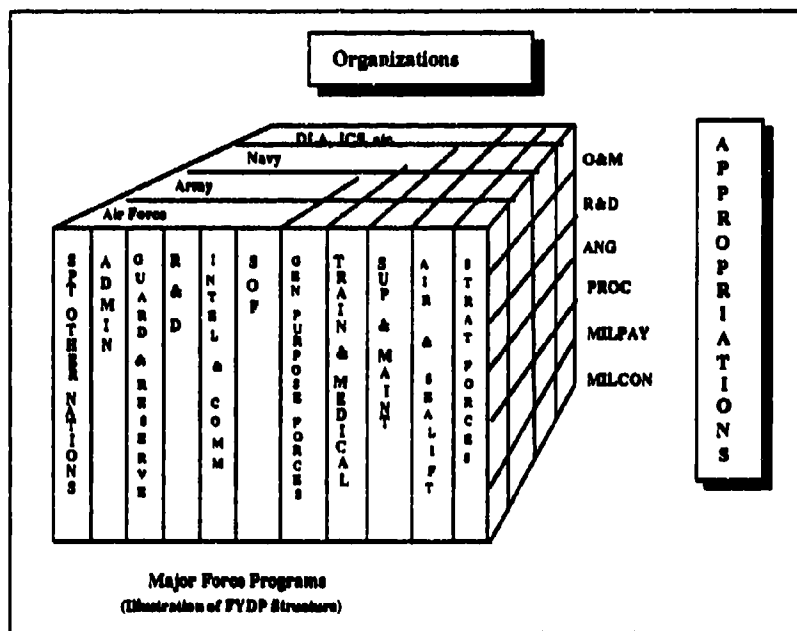 Organizations
DLA, JCS, etc.
Navy
Army
Air Force
SPT OTHER NATIONS
ADMIN
GUARD & RESERVE
R & D
INTEL & COMM
SOF
GEN PURPOSE FORCES
TRAIN & MEDICAL
SUP & MAINT
AIR & SEALIFT
STRAT FORCES
O&M
R&D
ANG
PROC
MILPAY
MILCON
APPROPRIATIONS
Major Force Programs
(Illustration of FYDP Structure)